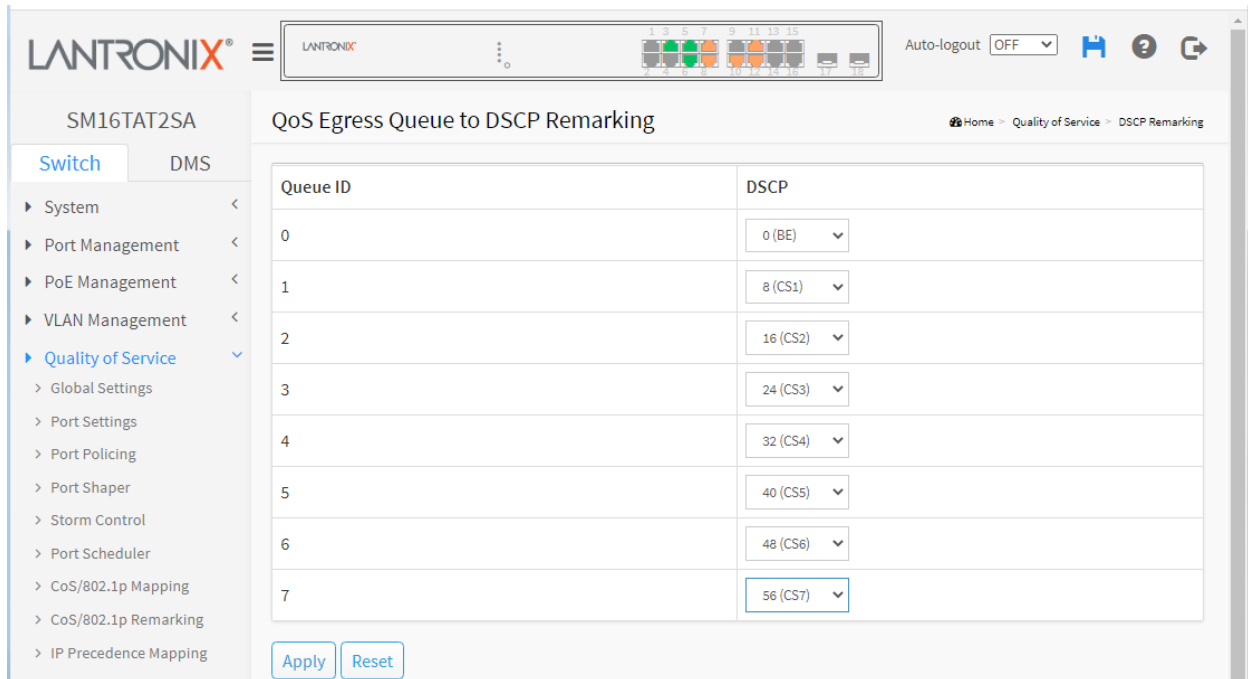 LANTRONIX®
LANTRONIX
1 3 5 7 9 11 13 15
2 4 6 8 10 12 14 16 17 18
Auto-logout OFF
SM16TAT2SA
Switch DMS
System
Port Management
PoE Management
VLAN Management
Quality of Service
Global Settings
Port Settings
Port Policing
Port Shaper
Storm Control
Port Scheduler
CoS/802.1p Mapping
CoS/802.1p Remarking
IP Precedence Mapping
QoS Egress Queue to DSCP Remarking
Home > Quality of Service > DSCP Remarking
Queue ID DSCP
0 0 (BE)
1 8 (CS1)
2 16 (CS2)
3 24 (CS3)
4 32 (CS4)
5 40 (CS5)
6 48 (CS6)
7 56 (CS7)
Apply Reset